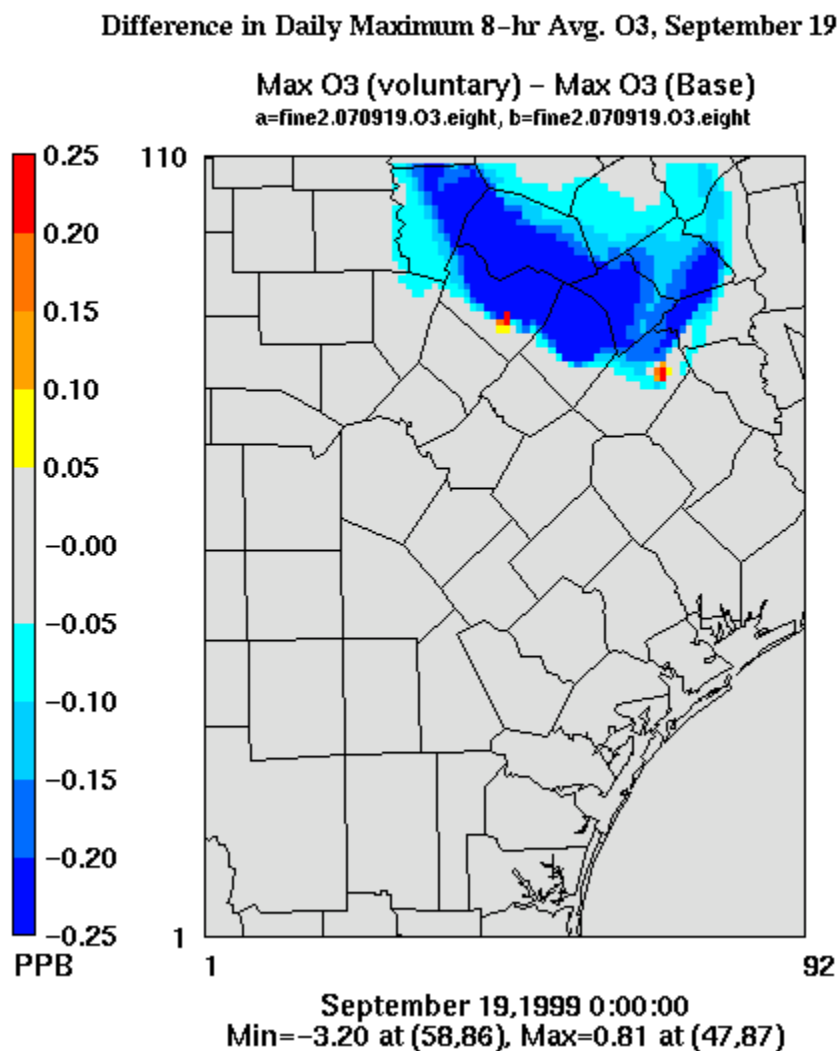 Difference in Daily Maximum 8-hr Avg. O3, September 19
Max O3 (voluntary) - Max O3 (Base)
a=fine2.070919.O3.eight, b=fine2.070919.O3.eight
0.25
0.20
0.15
0.10
0.05
-0.00
-0.05
-0.10
-0.15
-0.20
-0.25
PPB
110
1
1
92
September 19,1999 0:00:00
Min=-3.20 at (58,86), Max=0.81 at (47,87)